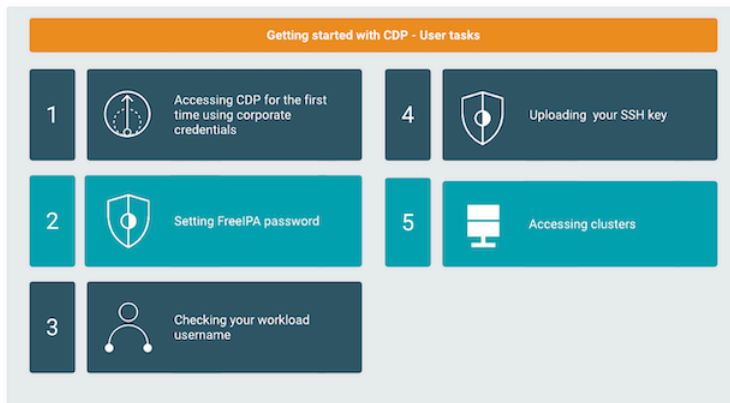 Getting started with CDP - User tasks
1
Accessing CDP for the first
time using corporate
credentials
2
Setting FreeIPA password
3
Checking your workload
username
4
Uploading your SSH key
5
Accessing clusters